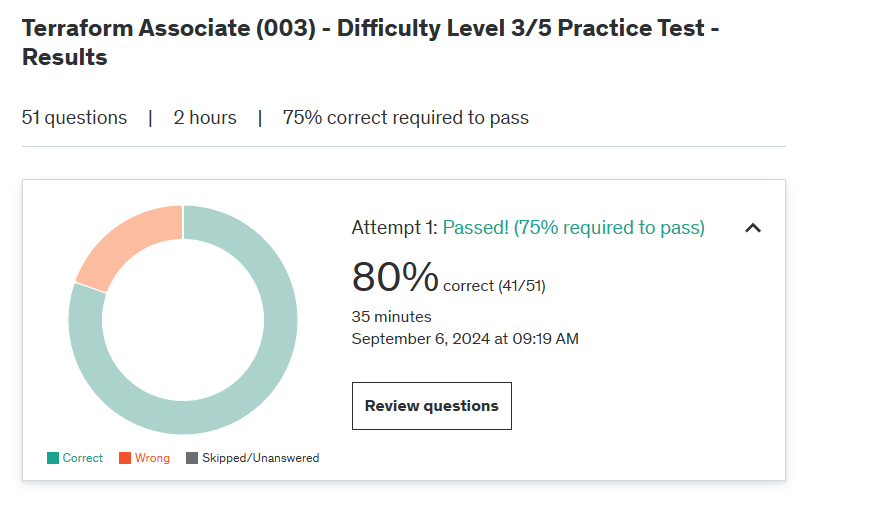 Terraform Associate (003) - Difficulty Level 3/5 Practice Test -
Results
51 questions | 2 hours | 75% correct required to pass
Attempt 1: Passed! (75% required to pass)
80% correct (41/51)
35 minutes
September 6, 2024 at 09:19 AM
Review questions
Correct Wrong Skipped/Unanswered